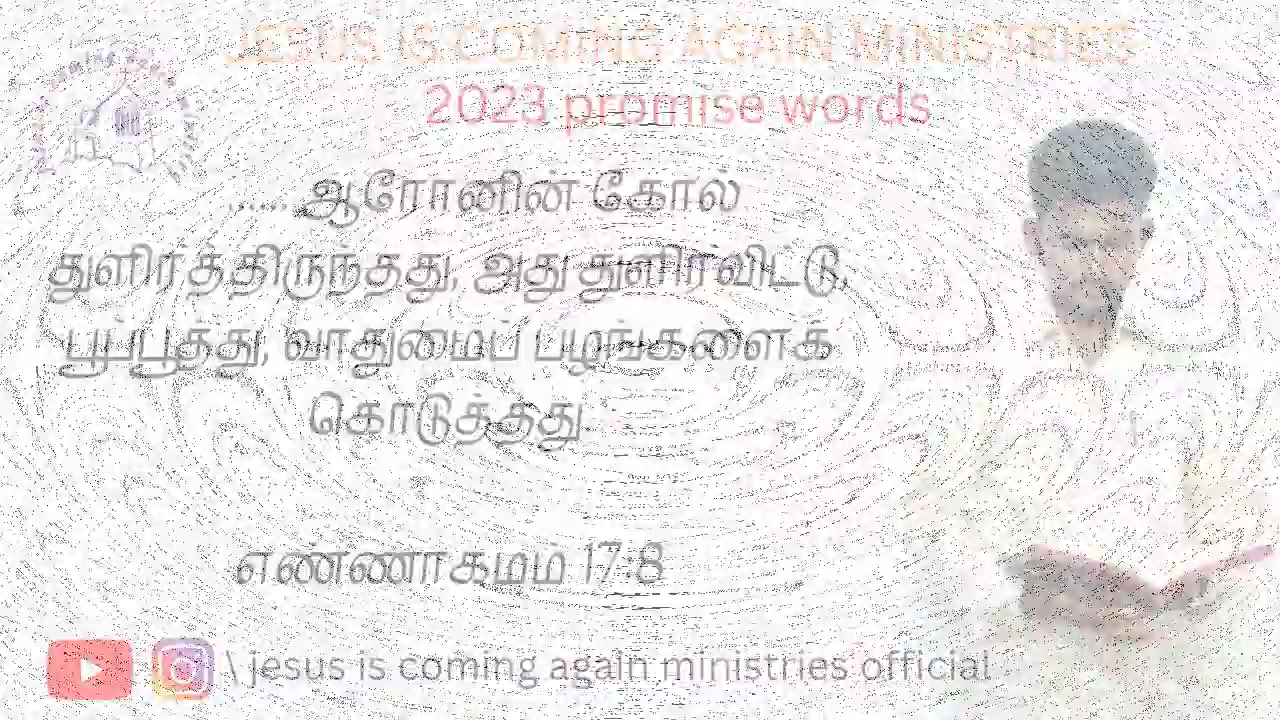 JESUS IS COMING AGAIN MINISTRIES
2023 promise words
...... ஆரோனின் கோல்
துளிர்த்திருந்தது, அது துளிர்விட்டு,
பூப்பூத்து, வாதுமைப் பழங்களைக்
கொடுத்தது.
எண்ணாகமம் 17:8
\ jesus is coming again ministries official